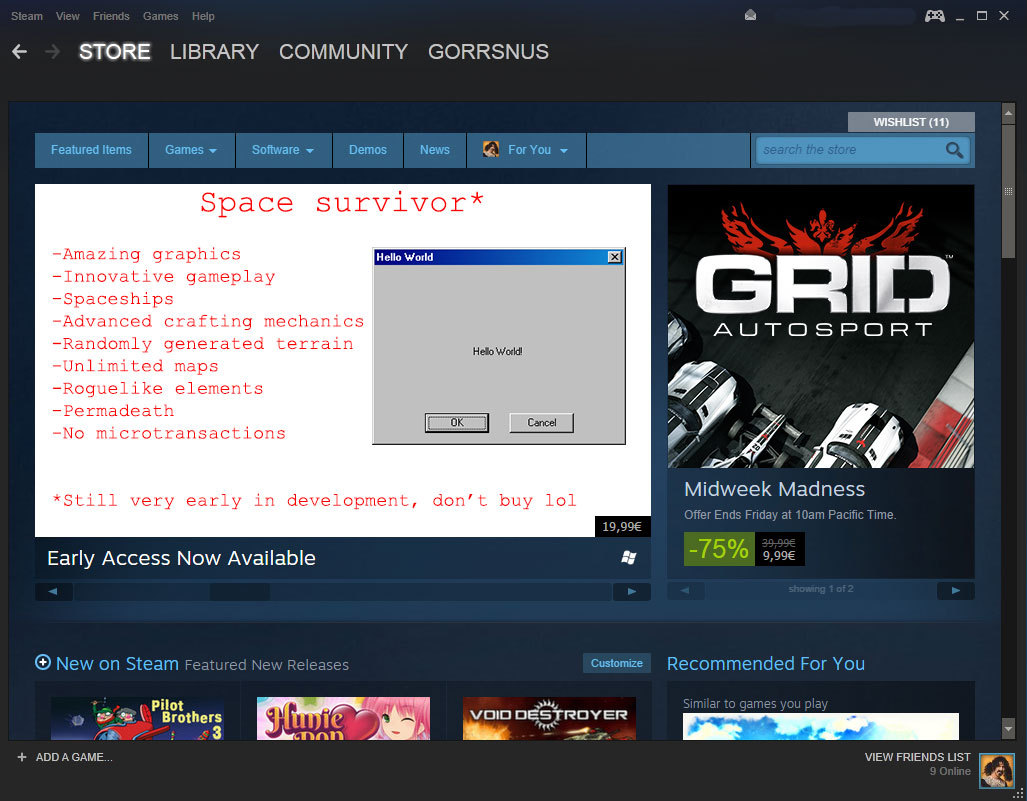 Steam View Friends Games Help
STORE LIBRARY COMMUNITY GORRSNUS
WISHLIST (11)
Featured Items Games Software Demos News For You search the store
Space survivor*
-Amazing graphics
-Innovative gameplay
-Spaceships
-Advanced crafting mechanics
-Randomly generated terrain
-Unlimited maps
-Roguelike elements
-Permadeath
-No microtransactions
*Still very early in development, don't buy lol
Hello World
Hello World!
OK Cancel
19,99€
Early Access Now Available
GRID™
AUTOSPORT
Midweek Madness
Offer Ends Friday at 10am Pacific Time.
-75%
39,99€
9,99€
showing 1 of 2
New on Steam Featured New Releases
Customize
Pilot
Brothers
3
Hunie
Pop
VOID DESTROYER
Recommended For You
Similar to games you play
+ ADD A GAME...
VIEW FRIENDS LIST
9 Online